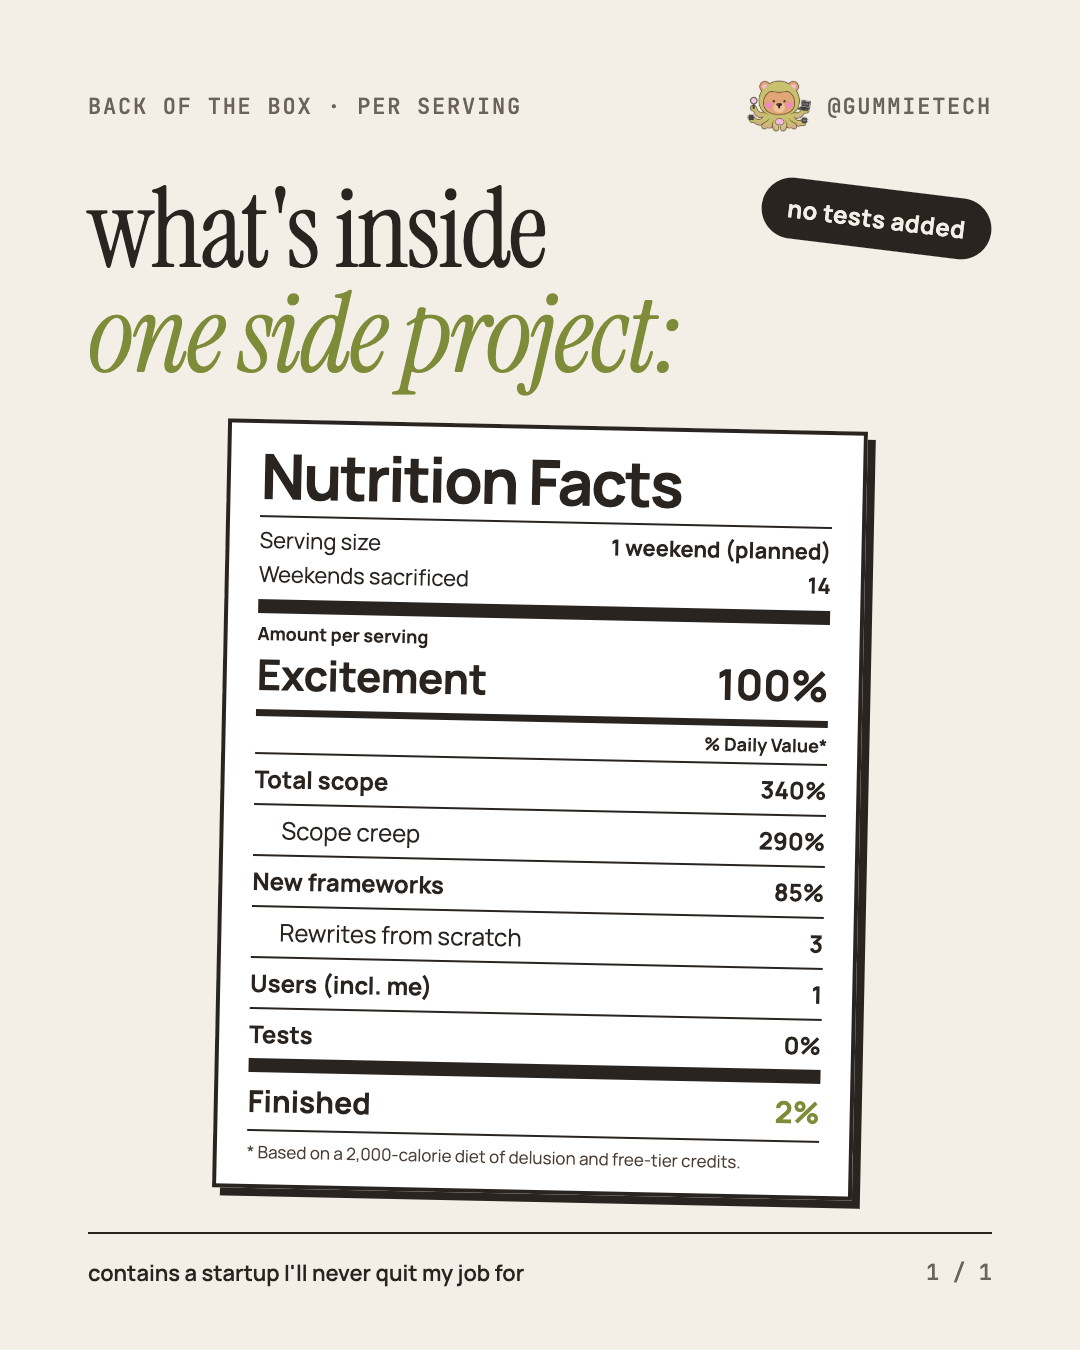 BACK OF THE BOX · PER SERVING
@GUMMIETECH
what's inside
no tests added
one side project:
Nutrition Facts
Serving size 1 weekend (planned)
Weekends sacrificed 14
Amount per serving
Excitement 100%
% Daily Value*
Total scope 340%
Scope creep 290%
New frameworks 85%
Rewrites from scratch 3
Users (incl. me) 1
Tests 0%
Finished 2%
* Based on a 2,000-calorie diet of delusion and free-tier credits.
contains a startup I'll never quit my job for
1 / 1